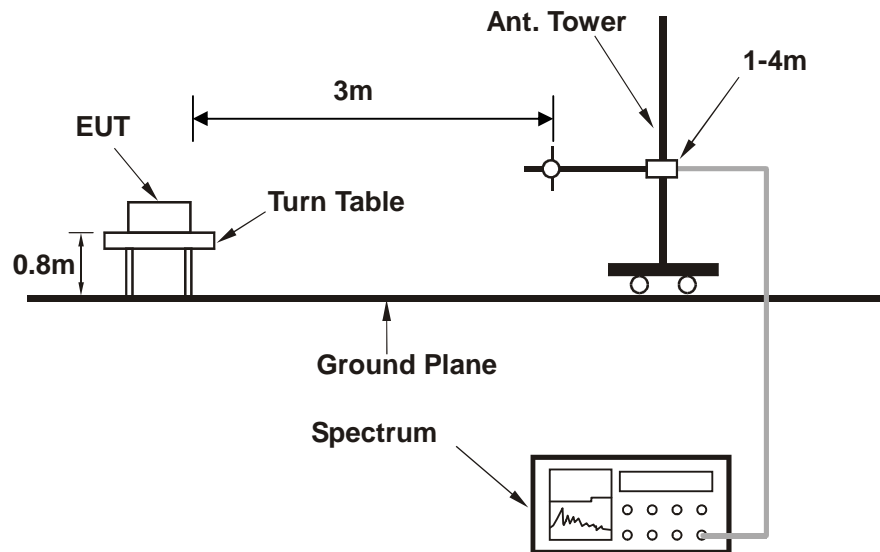 Ant. Tower
1-4m
3m
EUT
Turn Table
0.8m
Ground Plane
Spectrum